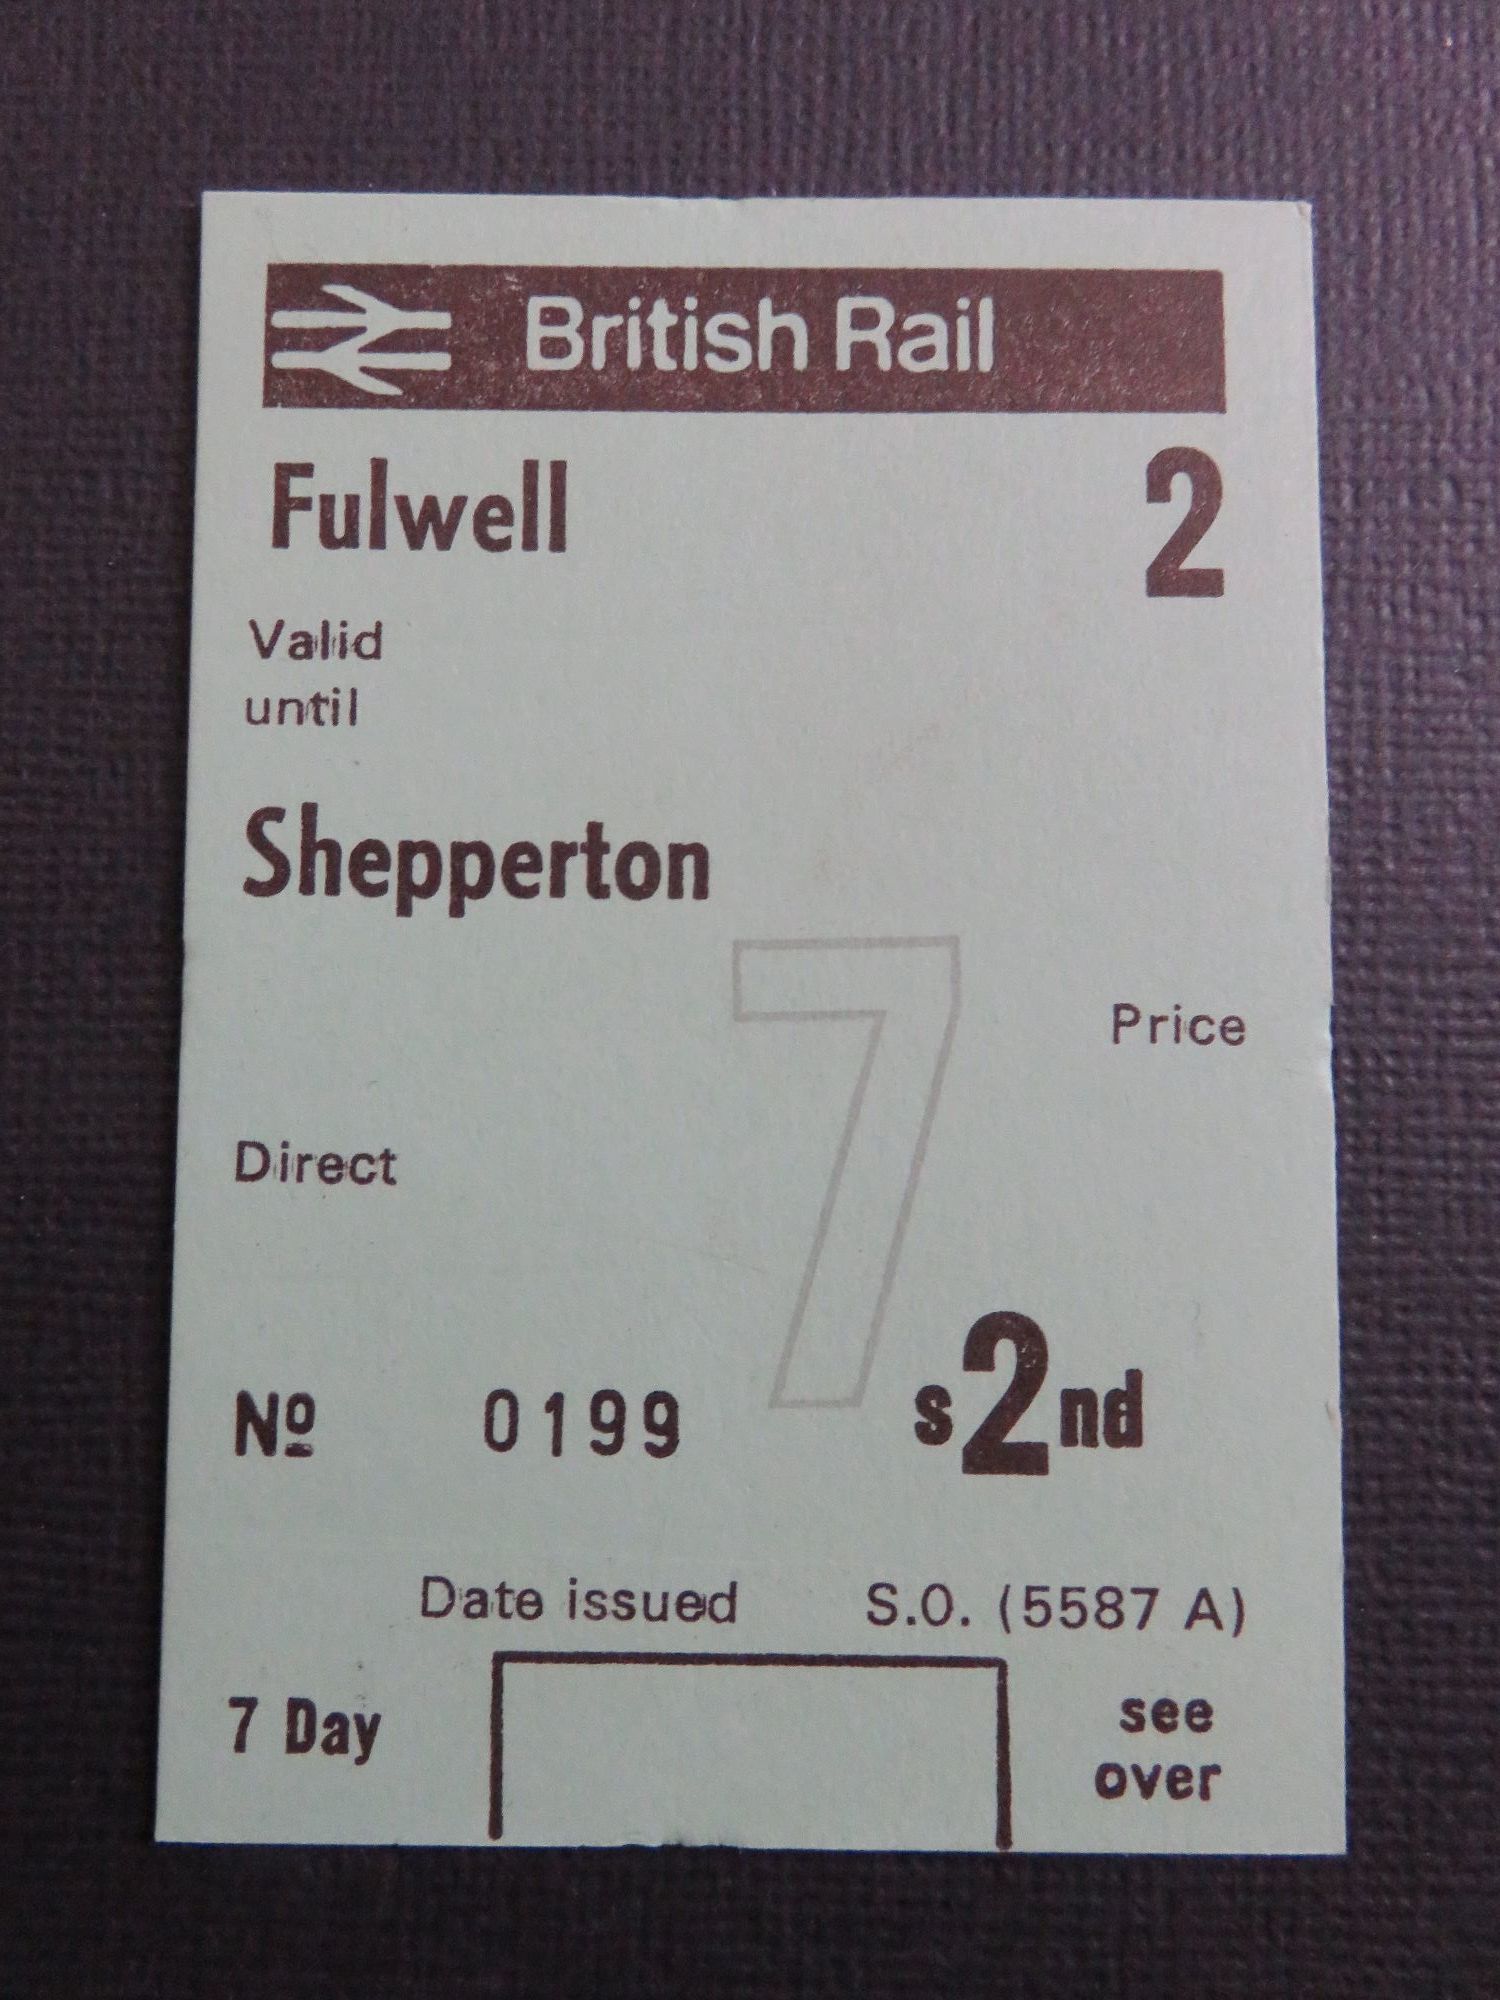 British Rail
Fulwell 2
Valid
until
Shepperton
7
Price
Direct
Nº 0199 s2nd
Date issued S.O. (5587 A)
7 Day see
over